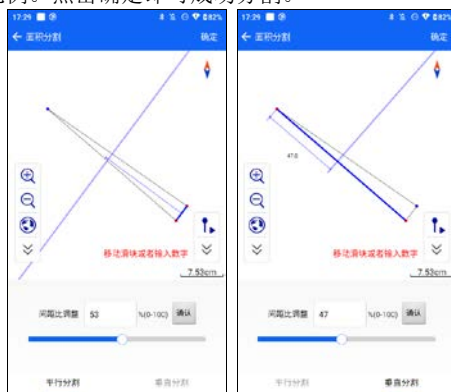 例。点击确定即可成功分割。
17:29 82%
← 面积分割 确定
移动滑块或者输入数字
7.53cm
间距比调整 53 %(0-100) 确认
平行分割 垂直分割
17:29 82%
← 面积分割 确定
47.0
移动滑块或者输入数字
7.53cm
间距比调整 47 %(0-100) 确认
平行分割 垂直分割